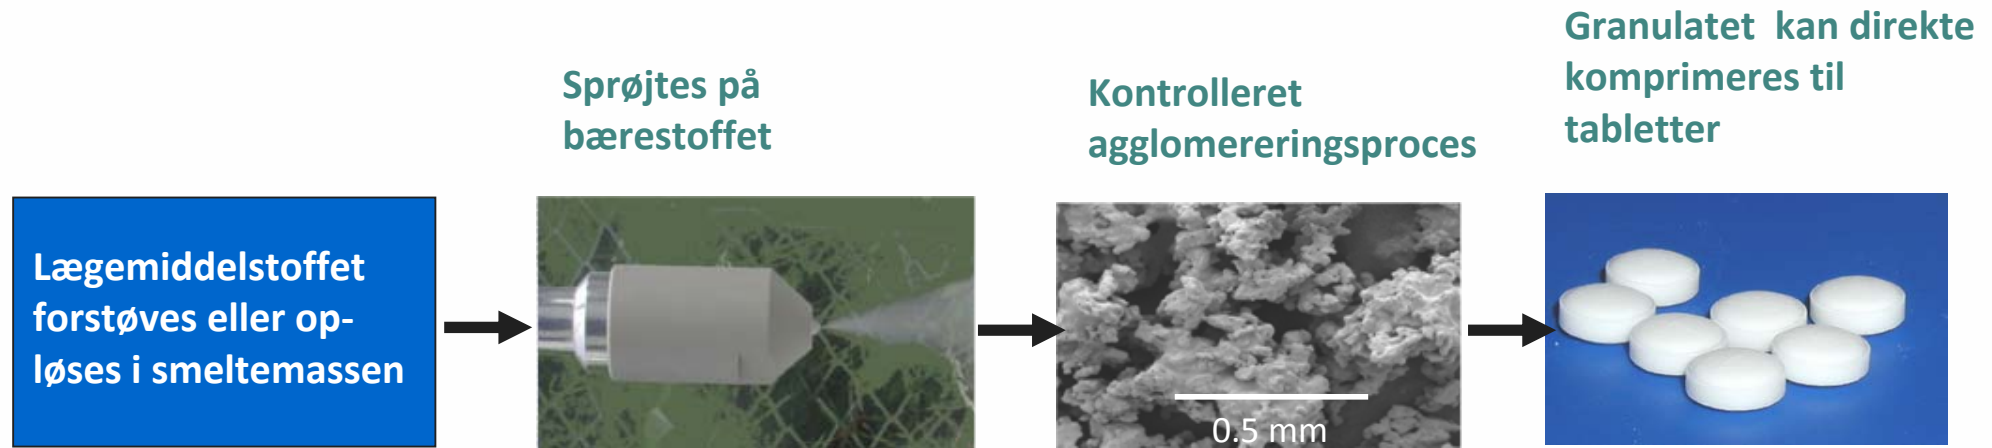 Lægemiddelstoffet
forstøves eller op-
løses i smeltemassen
Sprøjtes på
bærestoffet
Kontrolleret
agglomereringsproces
0.5 mm
Granulatet kan direkte
komprimeres til
tabletter